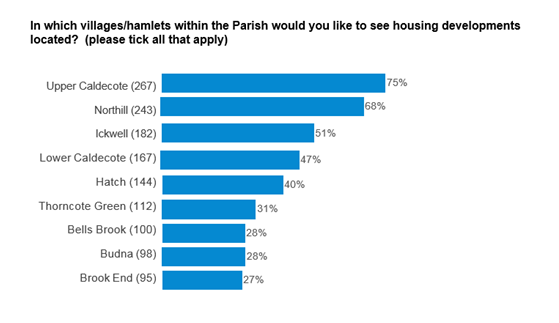 In which villages/hamlets within the Parish would you like to see housing developments
located?  (please tick all that apply)
Upper Caldecote (267) 75%
Northill (243) 68%
Ickwell (182) 51%
Lower Caldecote (167) 47%
Hatch (144) 40%
Thorncote Green (112) 31%
Bells Brook (100) 28%
Budna (98) 28%
Brook End (95) 27%